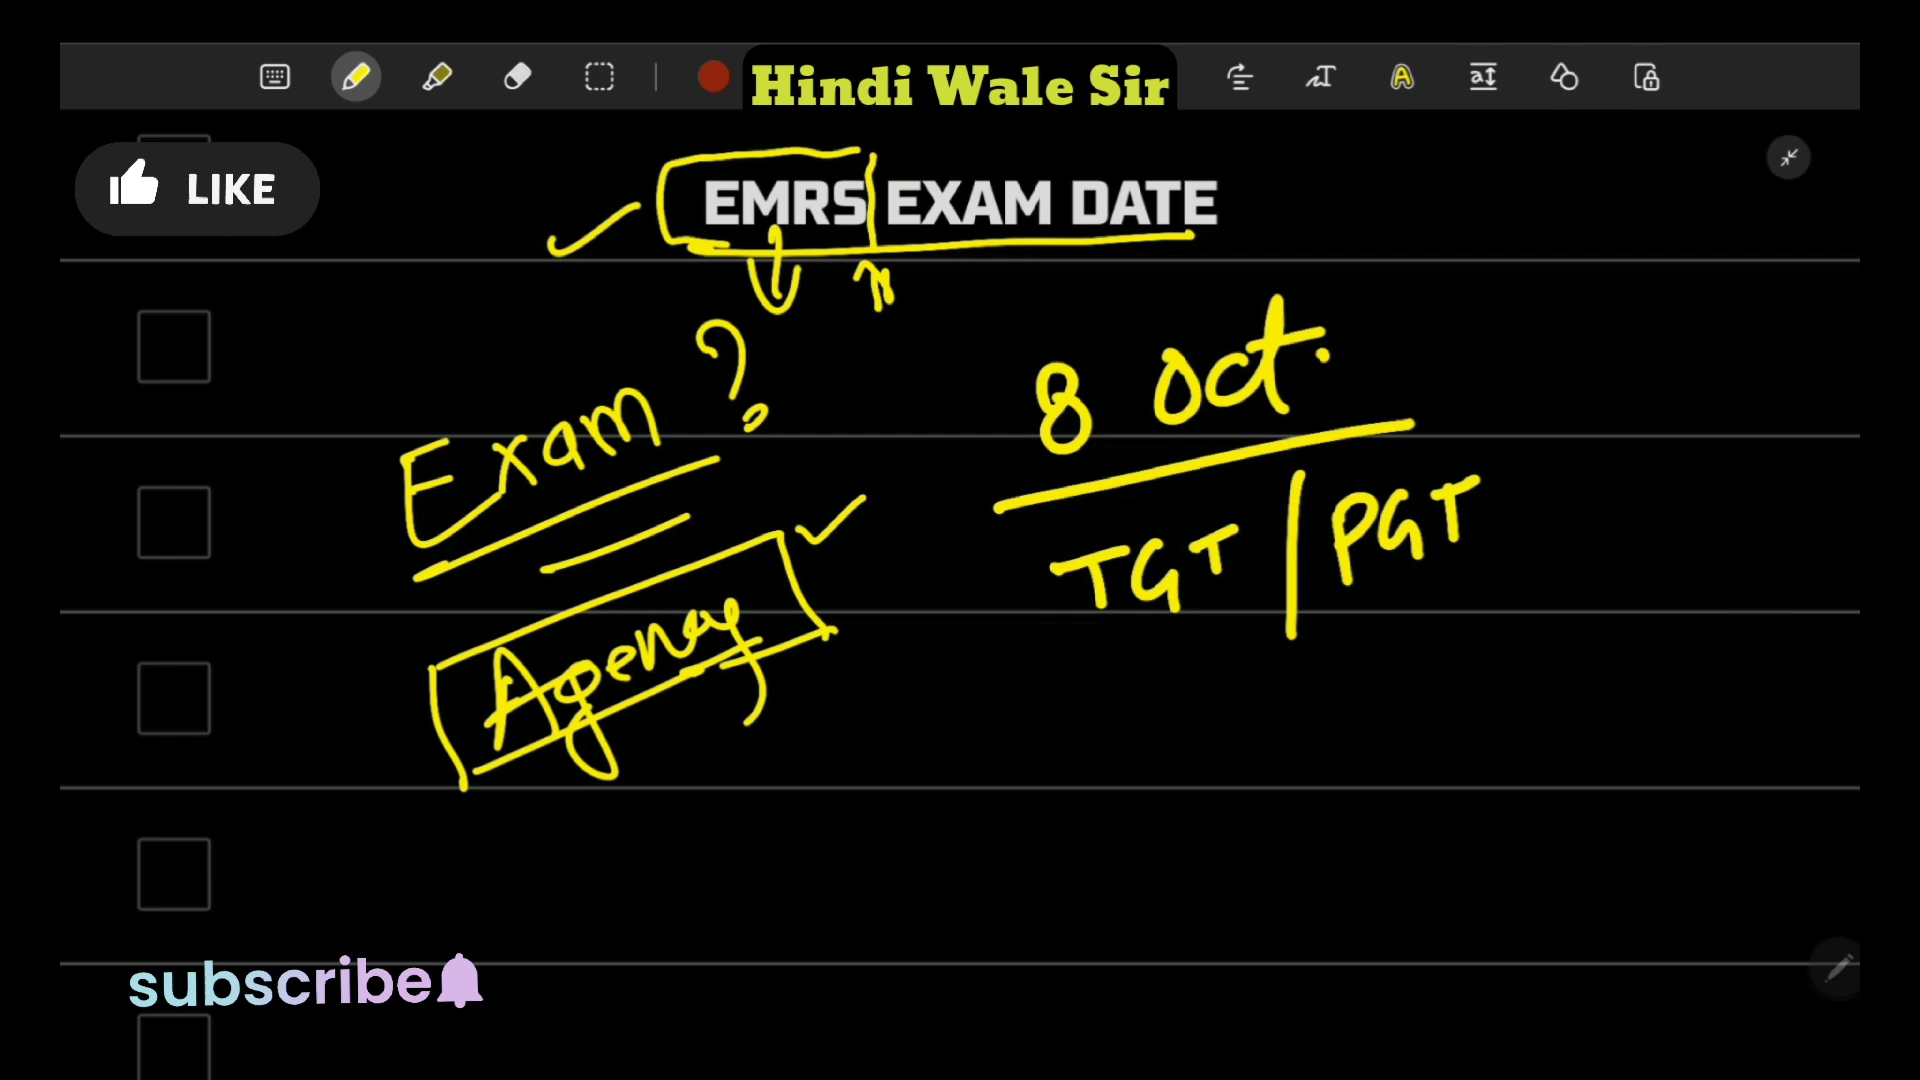 Hindi Wale Sir
LIKE
EMRS EXAM DATE
Exam ?
8 Oct.
TGT | PGT
Agency
subscribe